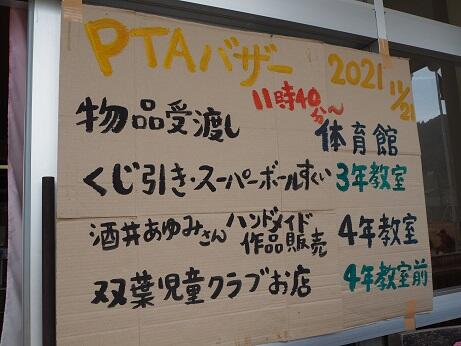 PTAバザー 2021 11/21
11時40分〜
物品受渡し 体育館
くじ引き・スーパーボールすくい 3年教室
酒井あゆみさん ハンドメイド作品販売 4年教室
双葉児童クラブお店 4年教室前